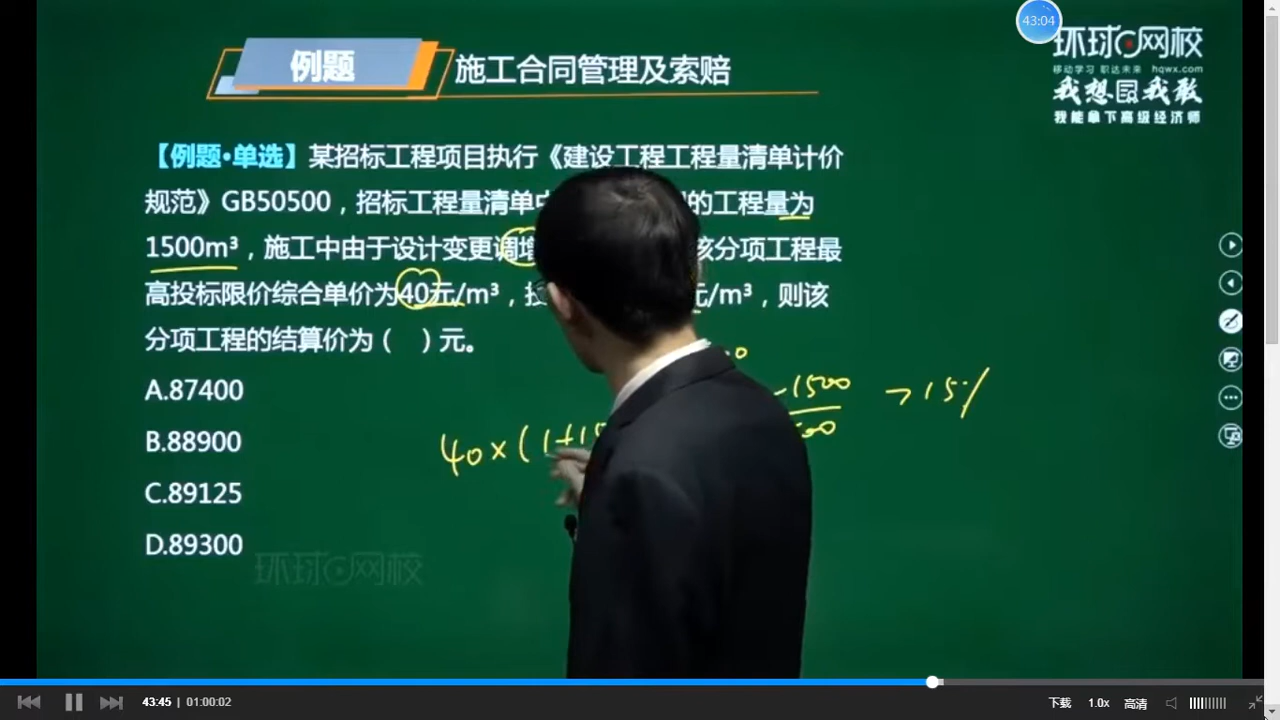 43:04
环球网校
移动学习 职达未来 hqwx.com
我想我敢
我能拿下高级经济师
例题
施工合同管理及索赔
【例题·单选】某招标工程项目执行《建设工程工程量清单计价
规范》GB50500，招标工程量清单 的工程量为
1500m³，施工中由于设计变更调增 该分项工程最
高投标限价综合单价为40元/m³， 元/m³，则该
分项工程的结算价为（ ）元。
A.87400
B.88900
C.89125
D.89300
-1500 >15%
40×(1+15
环球网校
43:45 | 01:00:02
下载 1.0x 高清